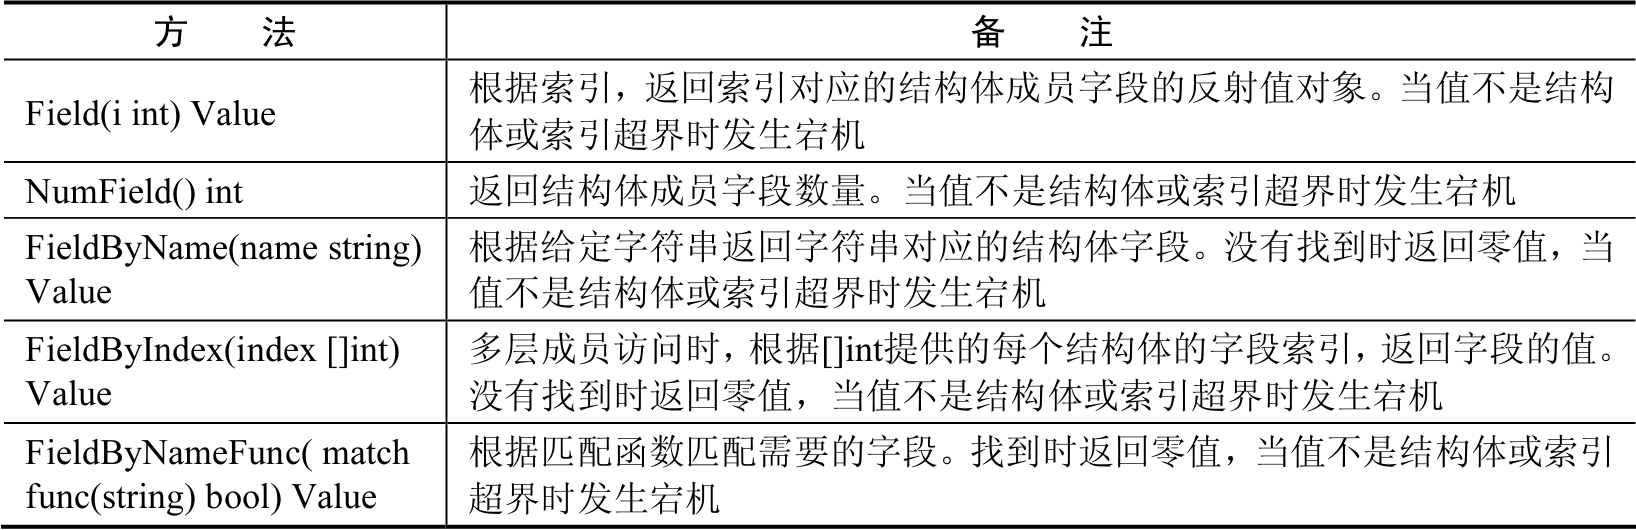 方 法
备 注
Field(i int) Value
根据索引，返回索引对应的结构体成员字段的反射值对象。当值不是结构
体或索引超界时发生宕机
NumField() int
返回结构体成员字段数量。当值不是结构体或索引超界时发生宕机
FieldByName(name string)
Value
根据给定字符串返回字符串对应的结构体字段。没有找到时返回零值，当
值不是结构体或索引超界时发生宕机
FieldByIndex(index []int)
Value
多层成员访问时，根据[]int提供的每个结构体的字段索引，返回字段的值。
没有找到时返回零值，当值不是结构体或索引超界时发生宕机
FieldByNameFunc( match
func(string) bool) Value
根据匹配函数匹配需要的字段。找到时返回零值，当值不是结构体或索引
超界时发生宕机